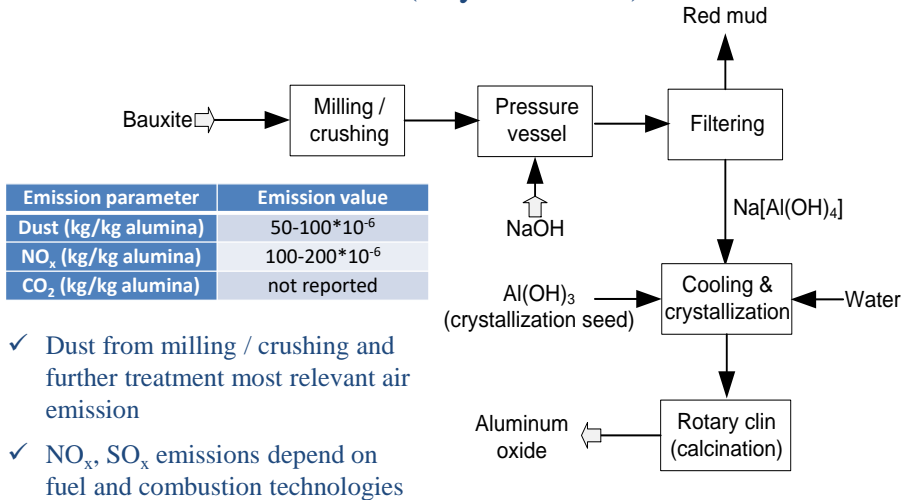 Red mud
Bauxite
Milling /
crushing
Pressure
vessel
Filtering
NaOH
Na[Al(OH)₄]
Emission parameter Emission value
Dust (kg/kg alumina) 50-100*10⁻⁶
NOₓ (kg/kg alumina) 100-200*10⁻⁶
CO₂ (kg/kg alumina) not reported
Al(OH)₃
(crystallization seed)
Cooling &
crystallization
Water
✓ Dust from milling / crushing and
further treatment most relevant air
emission
✓ NOₓ, SOₓ emissions depend on
fuel and combustion technologies
Aluminum
oxide
Rotary clin
(calcination)